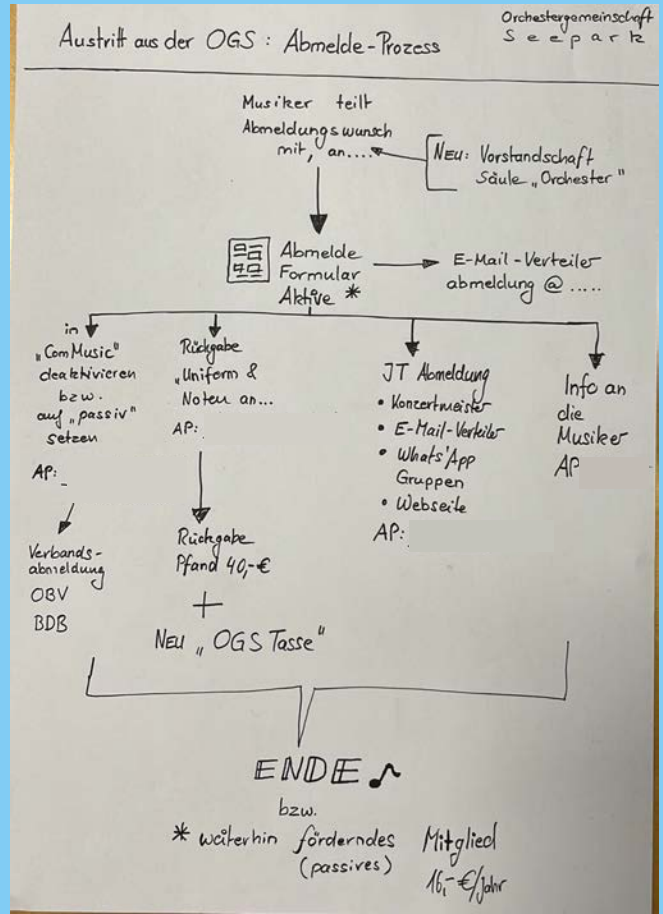 Austritt aus der OGS : Abmelde-Prozess
Orchestergemeinschaft
Seepark
Musiker teilt
Abmeldungswunsch
mit, an....
NEU: Vorstandschaft
Säule „Orchester"
Abmelde
Formular
Aktive *
E-Mail-Verteiler
abmeldung @ .....
in
„ComMusic"
deaktivieren
bzw.
auf „passiv"
setzen
AP:
Verbands-
abmeldung
OBV
BDB
Rückgabe
„Uniform &
Noten an...
AP:
Rückgabe
Pfand 40,-€
+
NEU „OGS Tasse"
IT Abmeldung
• Konzertmeister
• E-Mail-Verteiler
• Whats'App
Gruppen
• Webseite
AP:
Info an
die
Musiker
AP
ENDE
bzw.
* weiterhin förderndes Mitglied
(passives)
16,-€/Jahr